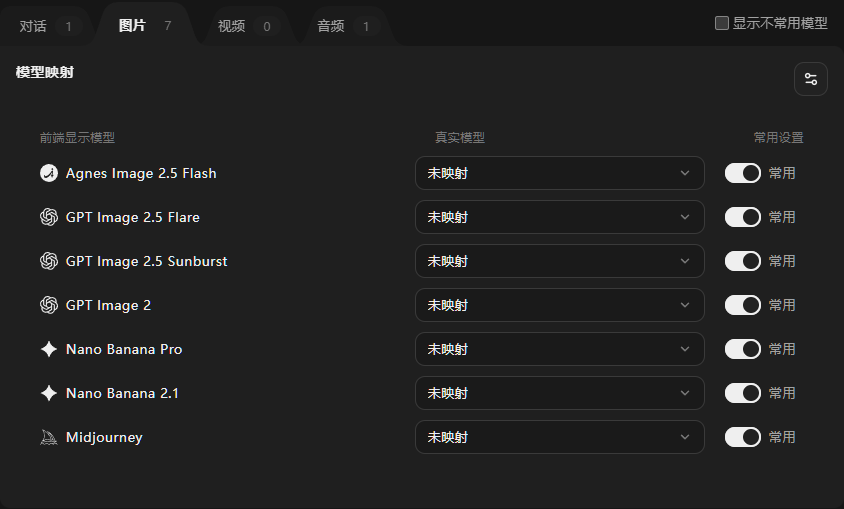 对话 1 图片 7 视频 0 音频 1 显示不常用模型
模型映射
前端显示模型 真实模型 常用设置
Agnes Image 2.5 Flash 未映射 常用
GPT Image 2.5 Flare 未映射 常用
GPT Image 2.5 Sunburst 未映射 常用
GPT Image 2 未映射 常用
Nano Banana Pro 未映射 常用
Nano Banana 2.1 未映射 常用
Midjourney 未映射 常用